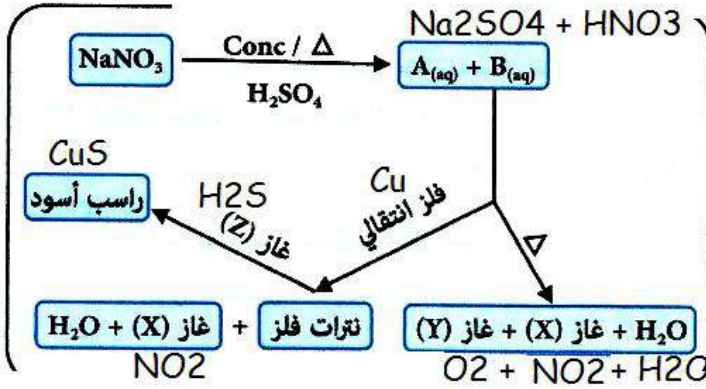 Na2SO4 + HNO3
NaNO₃
Conc / Δ
H₂SO₄
A(aq) + B(aq)
CuS
راسب أسود
H2S
غاز (Z)
Cu
فلز انتقالي
Δ
H₂O + (X) غاز + نترات فلز
(Y) غاز + (X) غاز + H₂O
NO2
O2 + NO2 + H2O